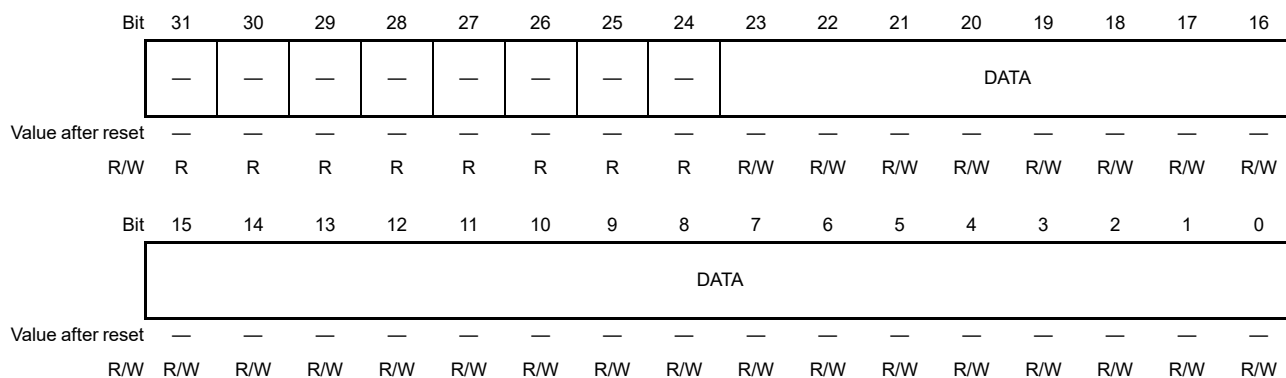 Bit 31 30 29 28 27 26 25 24 23 22 21 20 19 18 17 16
— — — — — — — — DATA
Value after reset — — — — — — — — — — — — — — — —
R/W R R R R R R R R R/W R/W R/W R/W R/W R/W R/W R/W
Bit 15 14 13 12 11 10 9 8 7 6 5 4 3 2 1 0
DATA
Value after reset — — — — — — — — — — — — — — — —
R/W R/W R/W R/W R/W R/W R/W R/W R/W R/W R/W R/W R/W R/W R/W R/W R/W